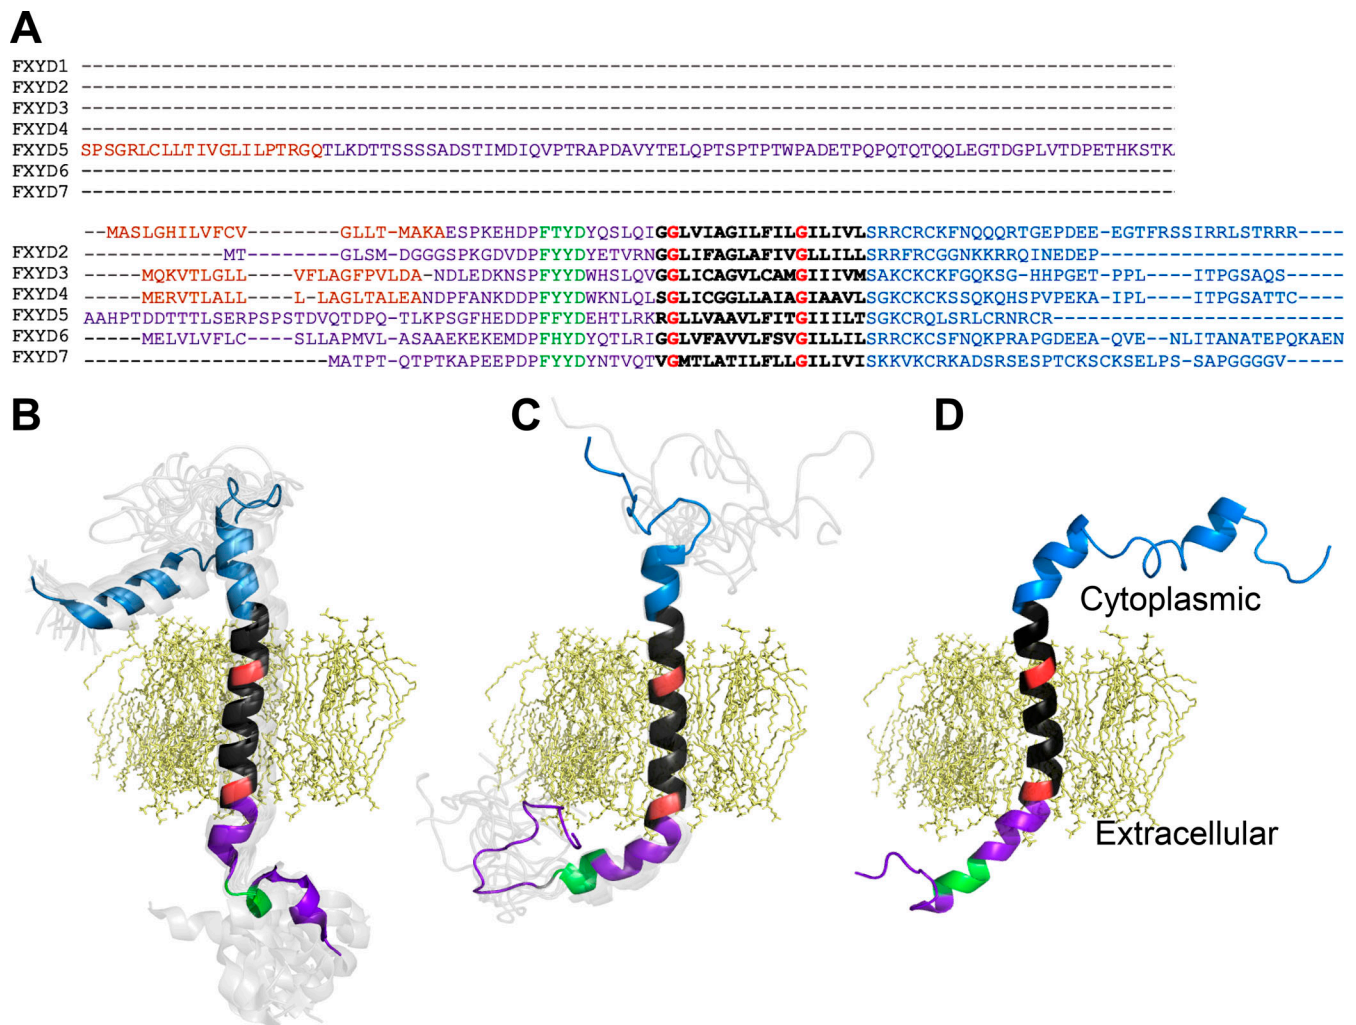 A
FXYD1 -------------------------------------------------------------------------------------------
FXYD2 -------------------------------------------------------------------------------------------
FXYD3 -------------------------------------------------------------------------------------------
FXYD4 -------------------------------------------------------------------------------------------
FXYD5 SPSGRLCLLTIVGLILPTRGQTLKDTTSSSSADSTIMDIQVPTRAPDAVYTELQPTSPTPTWPADETPQPQTQTQQLEGTDGPLVTDPETHKSTK
FXYD6 -------------------------------------------------------------------------------------------
FXYD7 -------------------------------------------------------------------------------------------
--MASLGHILVFCV--------GLLT-MAKAESPKEHDPFTYDYQSLQIGGLVIAGILFILGILIVLSRRCRCKFNQQQRTGEPDEE-EGTFRSSIRRLSTRRR----
FXYD2 MT--------GLSM-DGGGSPKGDVDPFYYDYETVRNGGLIFAGLAFIVGLLILLSRRFRCGGNKKRRQINEDEP---------------------
FXYD3 -----MQKVTLGLL----VFLAGFPVLDA-NDLEDKNSPFYYDWHSLQVGGLICAGVLCAMGIIIVMSAKCKCKFGQKSG-HHPGET-PPL----ITPGSAQS-----
FXYD4 -----MERVTLALL----L-LAGLTALEANDPFANKDDPFYYDWKNLQLSGLICGGLLAIAGIAAVLSGKCKCKSSQKQHSPVPEKA-IPL----ITPGSATTC----
FXYD5 AAHPTDDTTTLSERPSPSTDVQTDPQ-TLKPSGFHEDDPFFYDEHTLRKRGLLVAAVLFITGIIILTSGKCRQLSRLCRNRCR-------------------------
FXYD6 -----MELVLVFLC----SLLAPMVL-ASAAEKEKEMDPFHYDYQTLRIGGLVFAVVLFSVGILLILSRRCKCSFNQKPRAPGDEEA-QVE--NLITANATEPQKAEN
FXYD7 ---------------------MATPT-QTPTKAPEEPDPFYYDYNTVQTVGMTLATILFLLGILIVISKKVKCRKADSRSESPTCKSCKSELPS-SAPGGGGV-----
B
C
D
Cytoplasmic
Extracellular